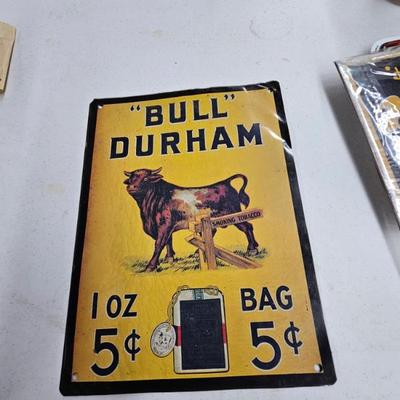 "BULL"
DURHAM
SMOKING TOBACCO
1 OZ BAG
5¢ 5¢